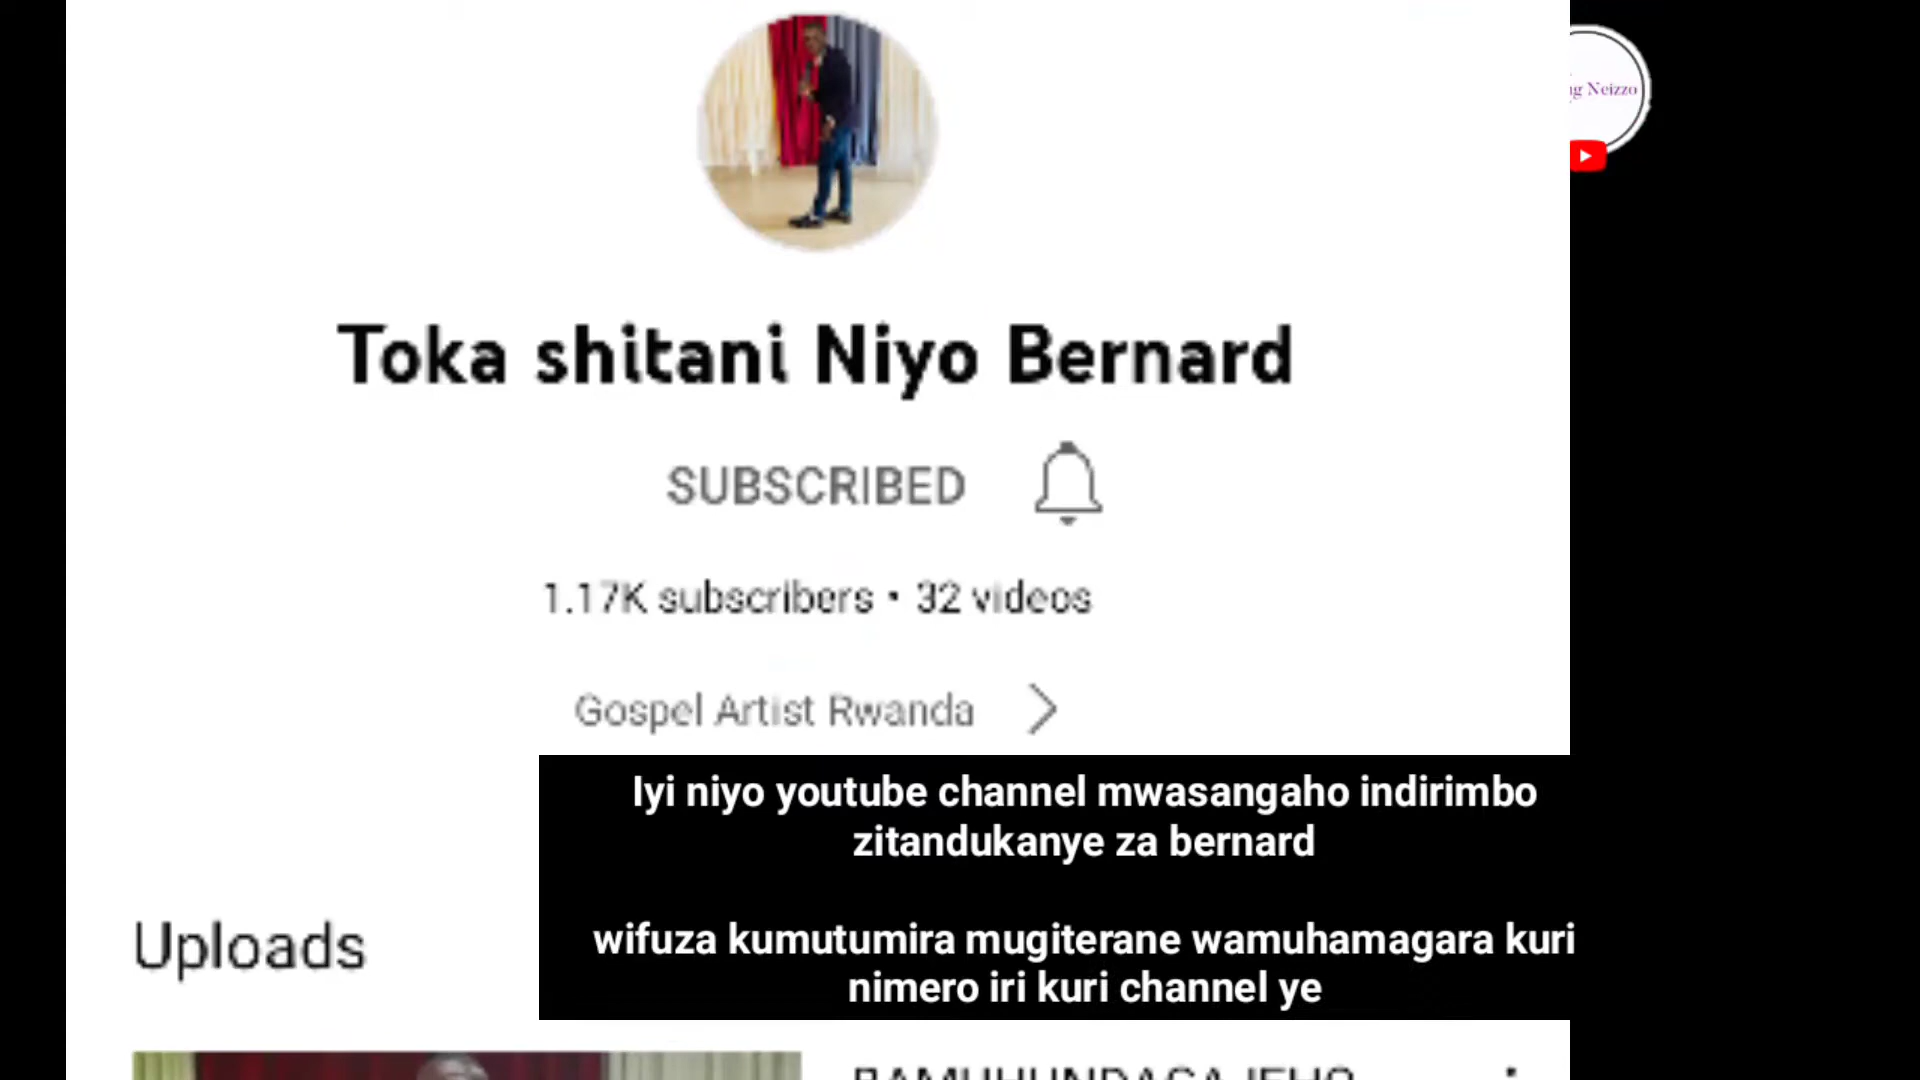 Neizzo
Toka shitani Niyo Bernard
SUBSCRIBED
1.17K subscribers • 32 videos
Gospel Artist Rwanda
Iyi niyo youtube channel mwasangaho indirimbo
zitandukanye za bernard
wifuza kumutumira mugiterane wamuhamagara kuri
nimero iri kuri channel ye
Uploads